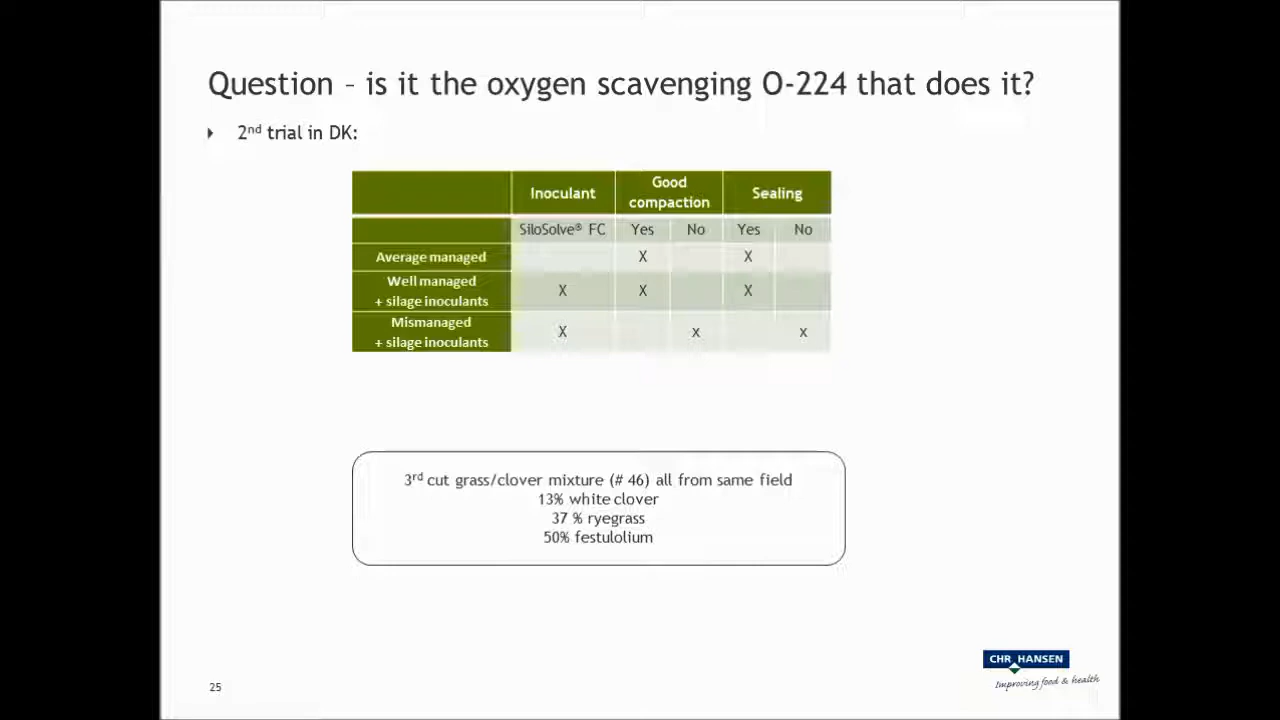 Question – is it the oxygen scavenging O-224 that does it?
2nd trial in DK:
Inoculant Good compaction Sealing
SiloSolve® FC Yes No Yes No
Average managed X X
Well managed
+ silage inoculants X X X
Mismanaged
+ silage inoculants X x x
3rd cut grass/clover mixture (# 46) all from same field
13% white clover
37 % ryegrass
50% festulolium
CHR HANSEN
Improving food & health
25